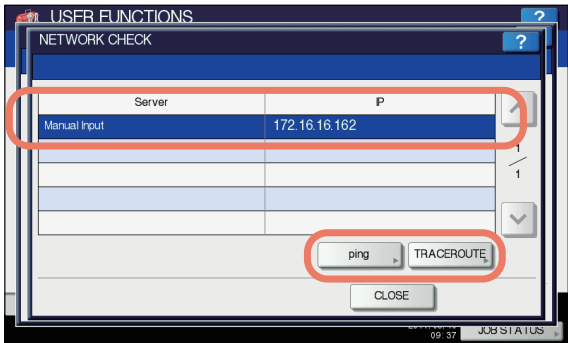 USER FUNCTIONS ?
NETWORK CHECK ?
Server IP
Manual Input 172.16.16.162
1
1
ping TRACEROUTE
CLOSE
09:37 JOB STATUS